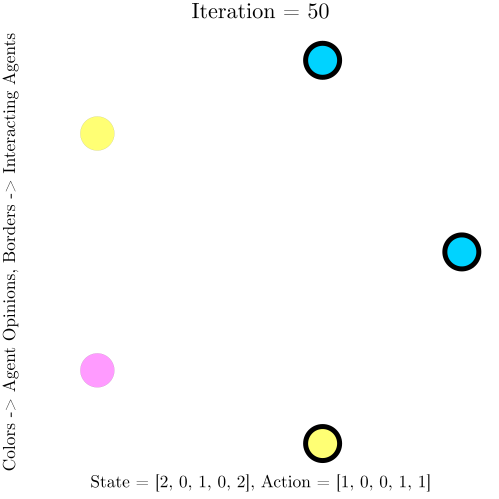 Iteration = 50
Colors -> Agent Opinions, Borders -> Interacting Agents
State = [2, 0, 1, 0, 2], Action = [1, 0, 0, 1, 1]